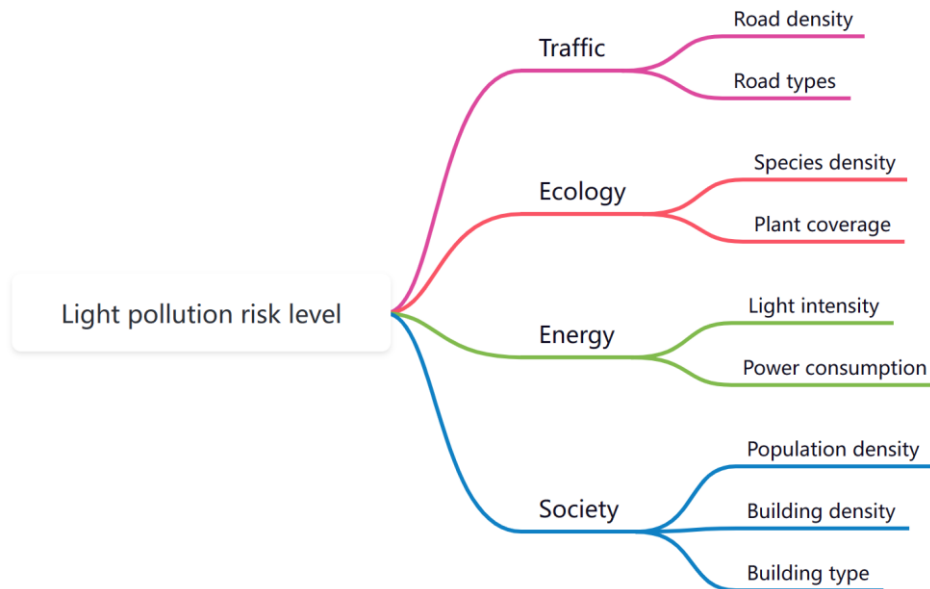 Light pollution risk level
Traffic
Road density
Road types
Ecology
Species density
Plant coverage
Energy
Light intensity
Power consumption
Society
Population density
Building density
Building type